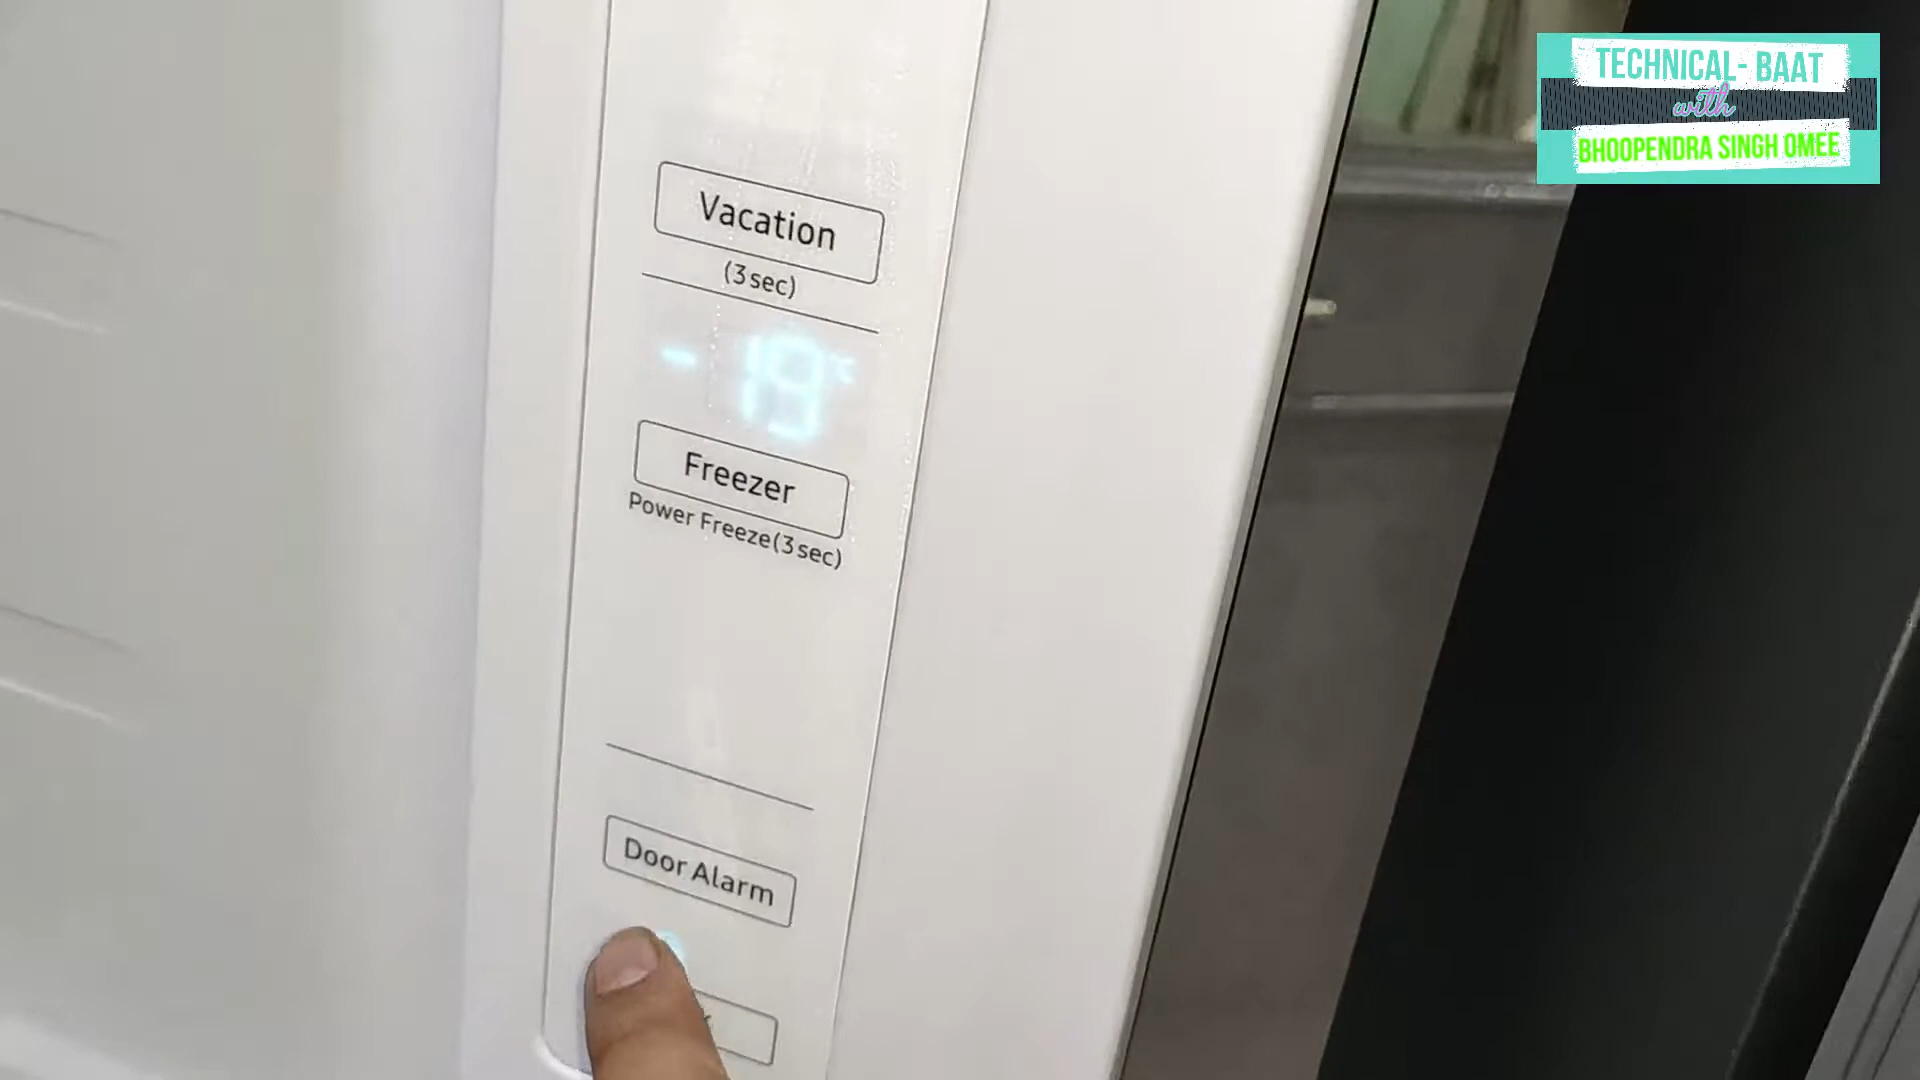 TECHNICAL- BAAT
with
BHOOPENDRA SINGH OMEE
Vacation
(3 sec)
-19°C
Freezer
Power Freeze(3 sec)
Door Alarm